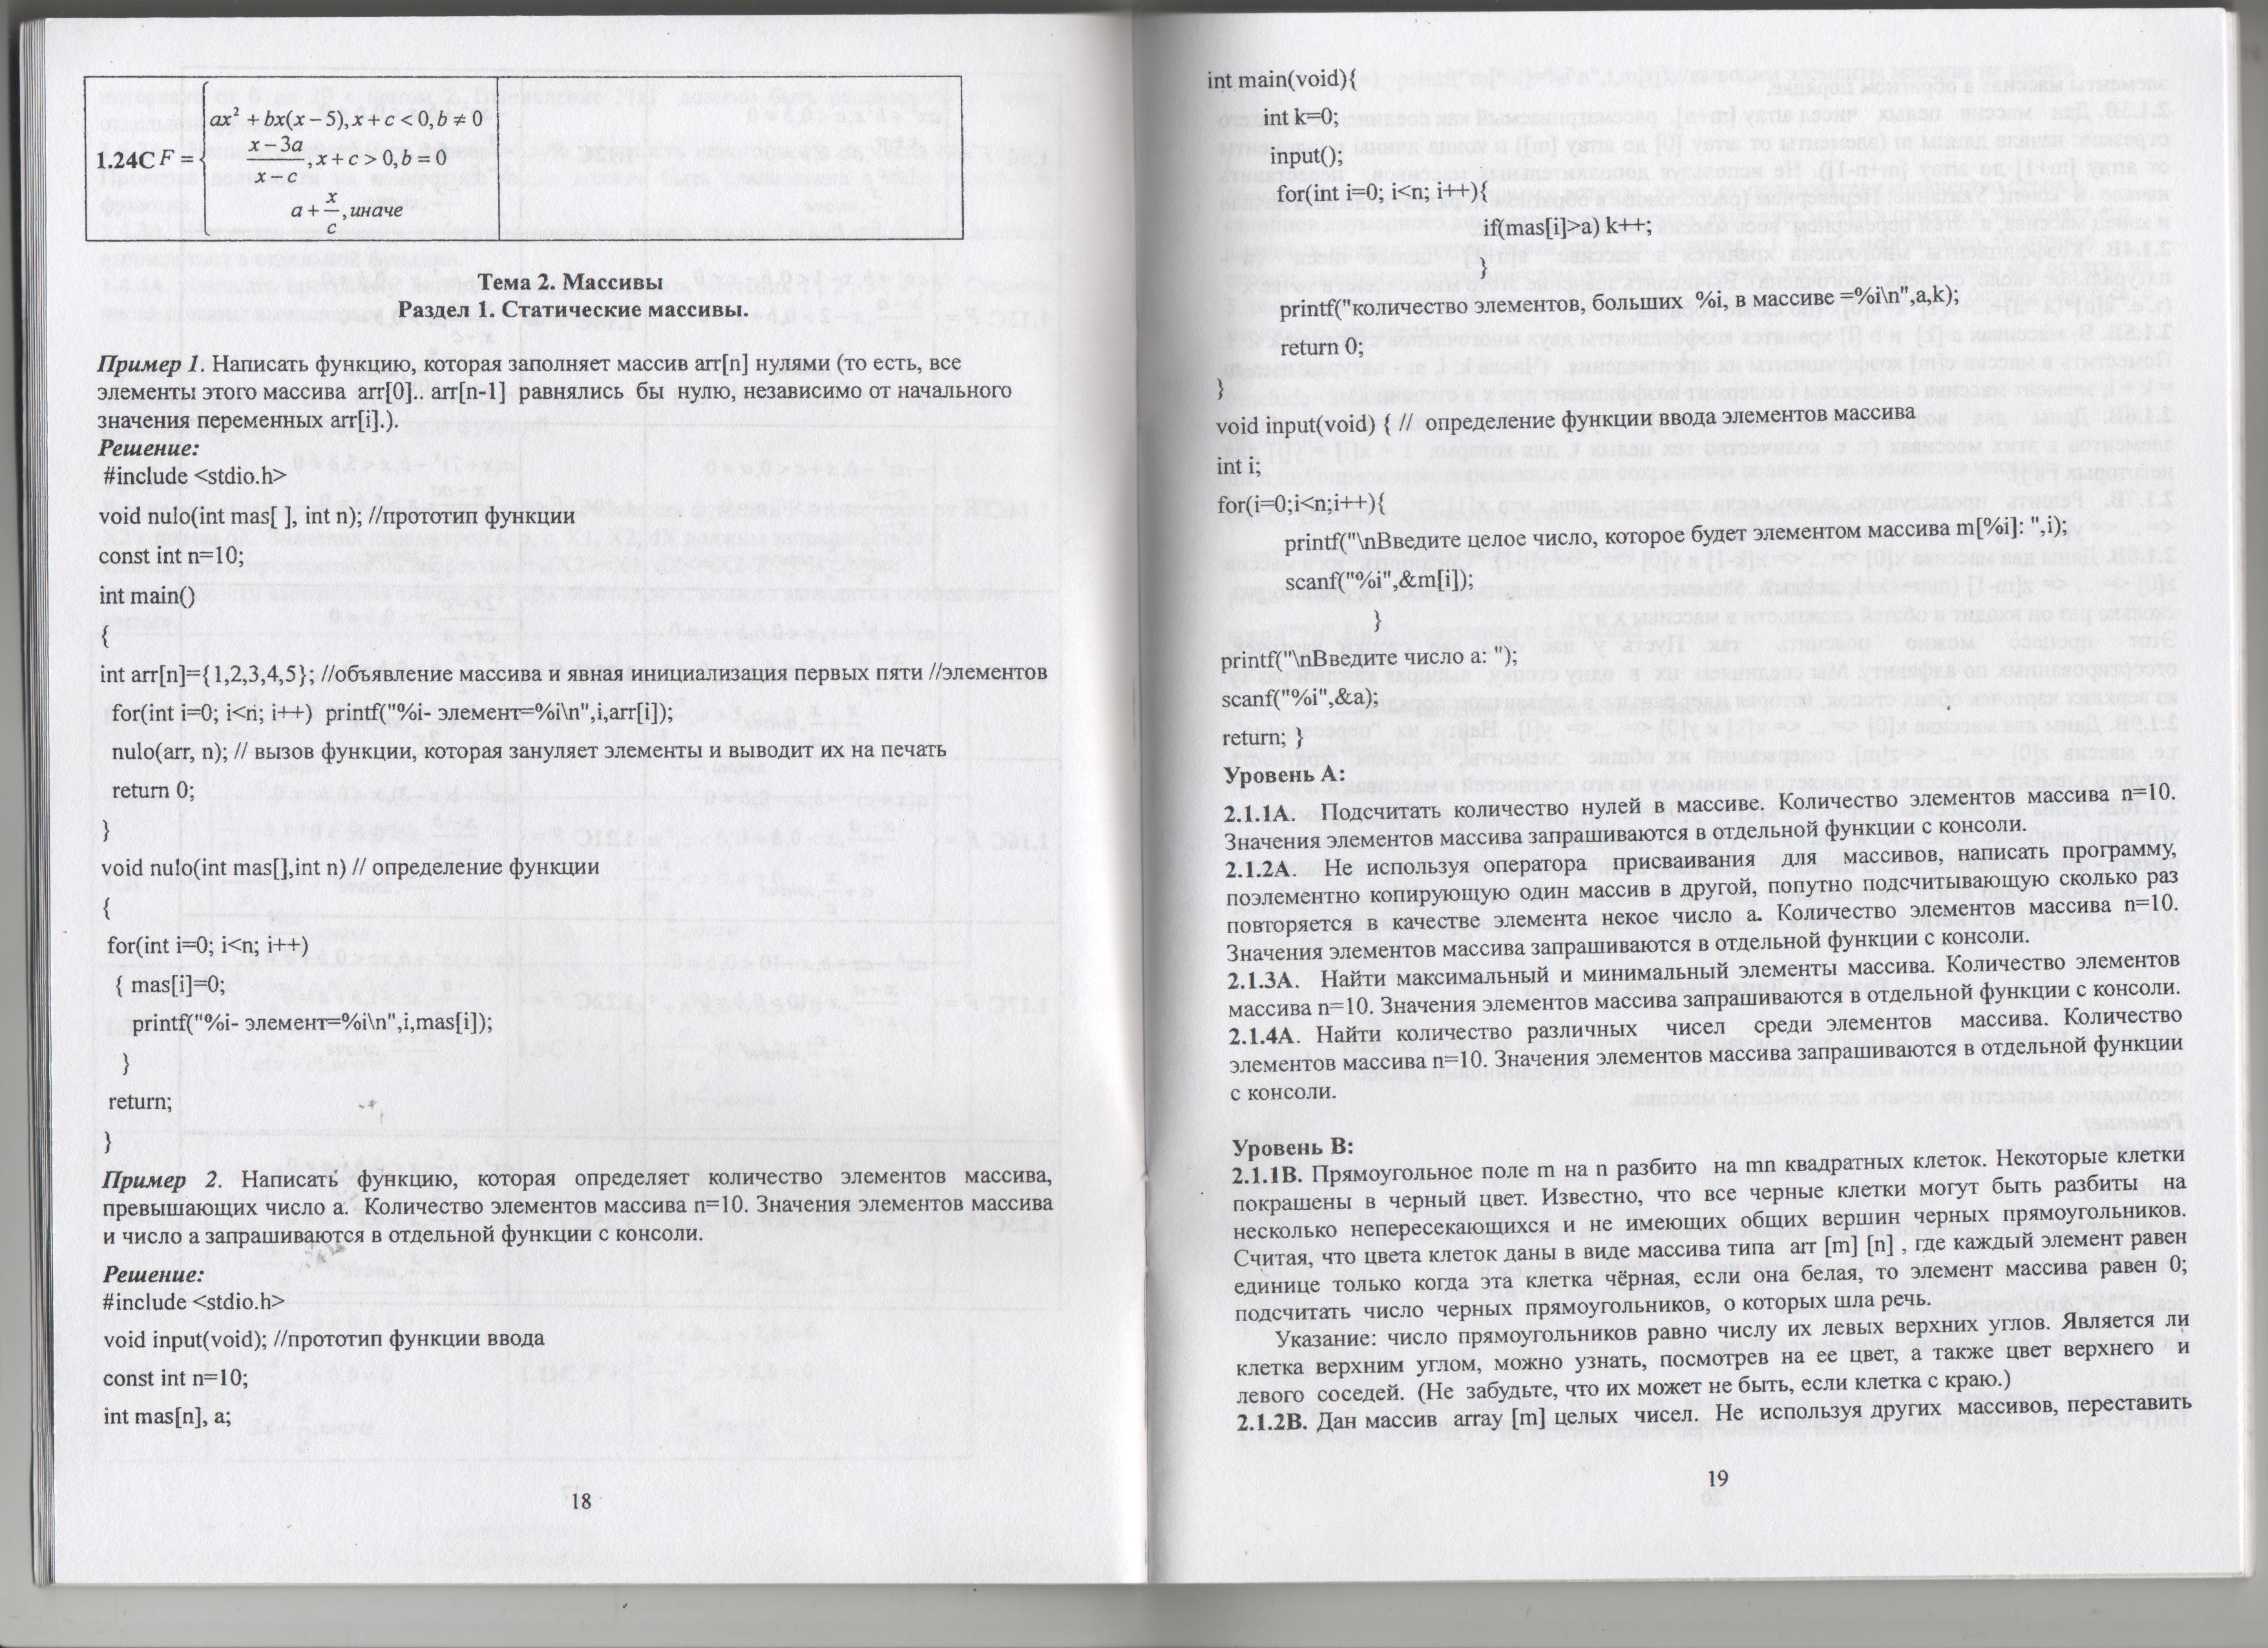 1.24C F = { ax² + bx(x − 5), x + c < 0, b ≠ 0
x − 3a
x − c
, x + c > 0, b = 0
a + x/c, иначе
Тема 2. Массивы
Раздел 1. Статические массивы.
Пример 1. Написать функцию, которая заполняет массив arr[n] нулями (то есть, все
элементы этого массива arr[0].. arr[n-1] равнялись бы нулю, независимо от начального
значения переменных arr[i].).
Решение:
#include <stdio.h>
void nulo(int mas[ ], int n); //прототип функции
const int n=10;
int main()
{
int arr[n]={1,2,3,4,5}; //объявление массива и явная инициализация первых пяти //элементов
for(int i=0; i<n; i++) printf("%i- элемент=%i\n",i,arr[i]);
nulo(arr, n); // вызов функции, которая зануляет элементы и выводит их на печать
return 0;
}
void nulo(int mas[],int n) // определение функции
{
for(int i=0; i<n; i++)
{ mas[i]=0;
printf("%i- элемент=%i\n",i,mas[i]);
}
return;
}
Пример 2. Написать функцию, которая определяет количество элементов массива,
превышающих число a. Количество элементов массива n=10. Значения элементов массива
и число a запрашиваются в отдельной функции с консоли.
Решение:
#include <stdio.h>
void input(void); //прототип функции ввода
const int n=10;
int mas[n], a;
18
int main(void){
int k=0;
input();
for(int i=0; i<n; i++){
if(mas[i]>a) k++;
}
printf("количество элементов, больших %i, в массиве =%i\n",a,k);
return 0;
}
void input(void) { // определение функции ввода элементов массива
int i;
for(i=0;i<n;i++){
printf("\nВведите целое число, которое будет элементом массива m[%i]: ",i);
scanf("%i",&m[i]);
}
printf("\nВведите число a: ");
scanf("%i",&a);
return; }
Уровень А:
2.1.1А. Подсчитать количество нулей в массиве. Количество элементов массива n=10.
Значения элементов массива запрашиваются в отдельной функции с консоли.
2.1.2А. Не используя оператора присваивания для массивов, написать программу,
поэлементно копирующую один массив в другой, попутно подсчитывающую сколько раз
повторяется в качестве элемента некое число a. Количество элементов массива n=10.
Значения элементов массива запрашиваются в отдельной функции с консоли.
2.1.3А. Найти максимальный и минимальный элементы массива. Количество элементов
массива n=10. Значения элементов массива запрашиваются в отдельной функции с консоли.
2.1.4А. Найти количество различных чисел среди элементов массива. Количество
элементов массива n=10. Значения элементов массива запрашиваются в отдельной функции
с консоли.
Уровень В:
2.1.1В. Прямоугольное поле m на n разбито на mn квадратных клеток. Некоторые клетки
покрашены в черный цвет. Известно, что все черные клетки могут быть разбиты на
несколько непересекающихся и не имеющих общих вершин черных прямоугольников.
Считая, что цвета клеток даны в виде массива типа arr [m] [n] , где каждый элемент равен
единице только когда эта клетка чёрная, если она белая, то элемент массива равен 0;
подсчитать число черных прямоугольников, о которых шла речь.
Указание: число прямоугольников равно числу их левых верхних углов. Является ли
клетка верхним углом, можно узнать, посмотрев на ее цвет, а также цвет верхнего и
левого соседей. (Не забудьте, что их может не быть, если клетка с краю.)
2.1.2В. Дан массив array [m] целых чисел. Не используя других массивов, переставить
19